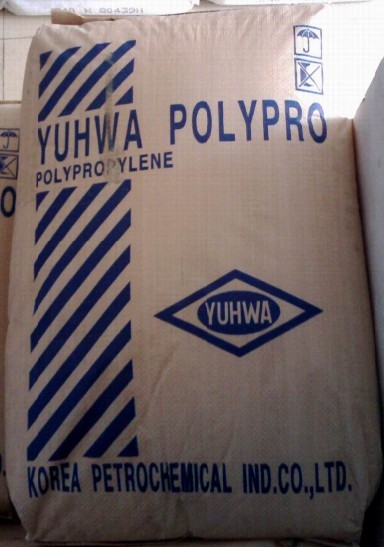 YUHWA POLYPRO
POLYPROPYLENE
YUHWA
KOREA PETROCHEMICAL IND.CO.,LTD.